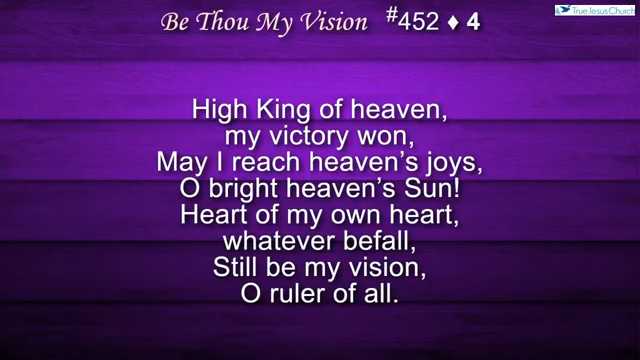 Be Thou My Vision #452 ♦ 4
True Jesus Church
High King of heaven,
my victory won,
May I reach heaven's joys,
O bright heaven's Sun!
Heart of my own heart,
whatever befall,
Still be my vision,
O ruler of all.